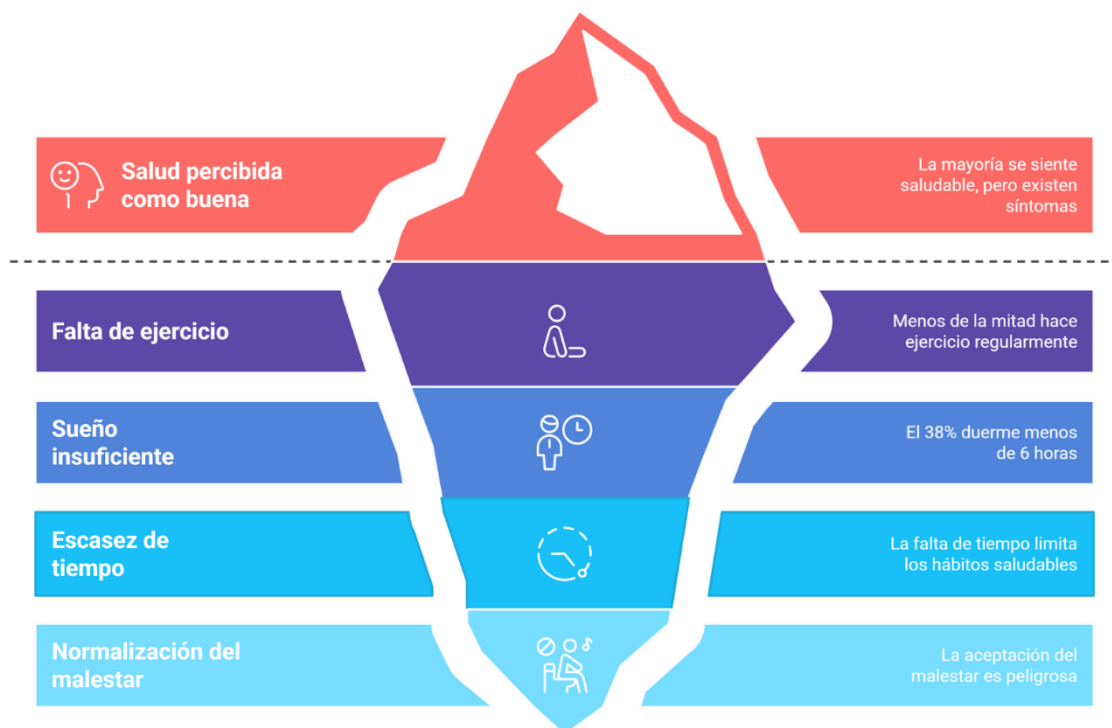 Salud percibida
como buena
La mayoría se siente
saludable, pero existen
síntomas
Falta de ejercicio
Menos de la mitad hace
ejercicio regularmente
Sueño
insuficiente
El 38% duerme menos
de 6 horas
Escasez de
tiempo
La falta de tiempo limita
los hábitos saludables
Normalización del
malestar
La aceptación del
malestar es peligrosa